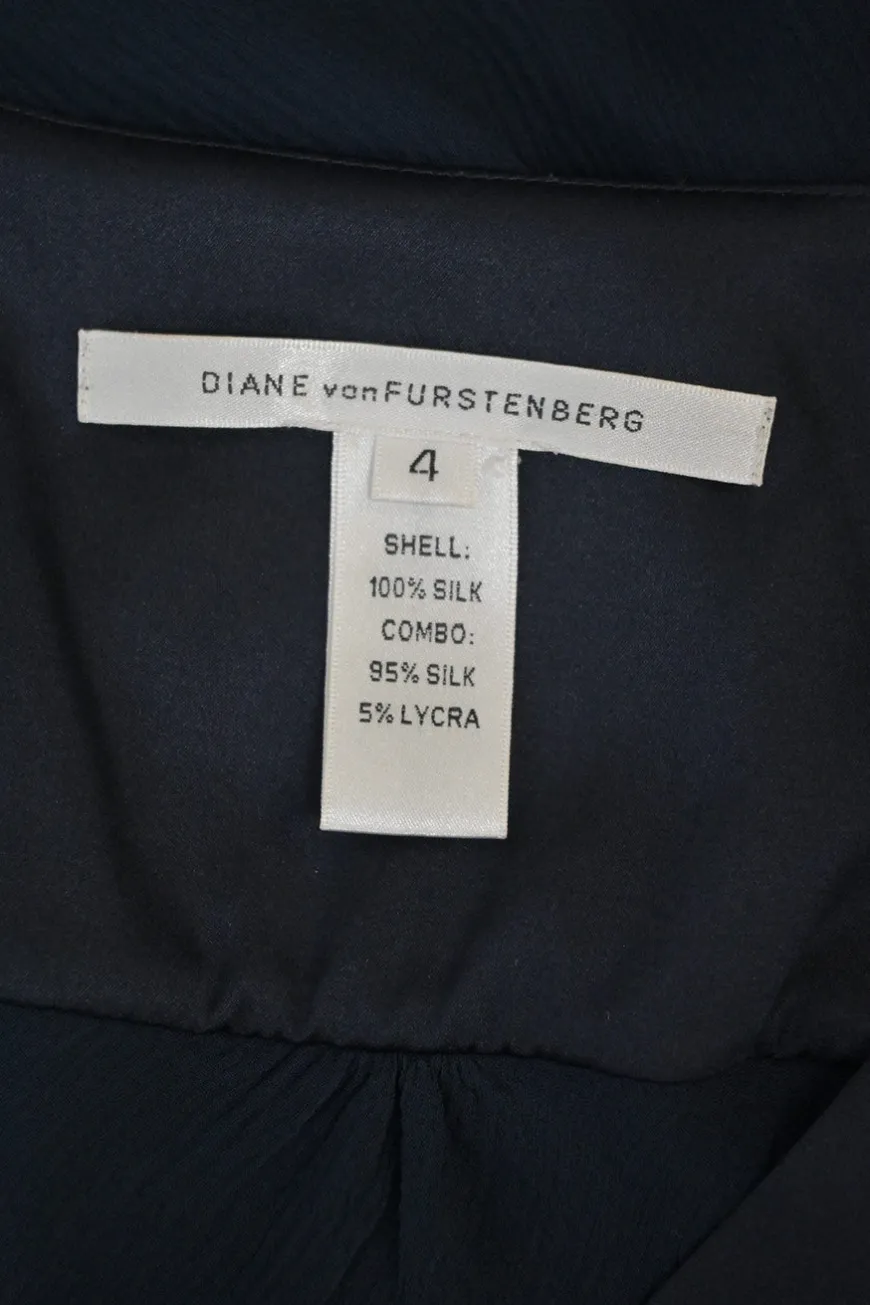 DIANE vonFURSTENBERG
4
SHELL:
100% SILK
COMBO:
95% SILK
5% LYCRA